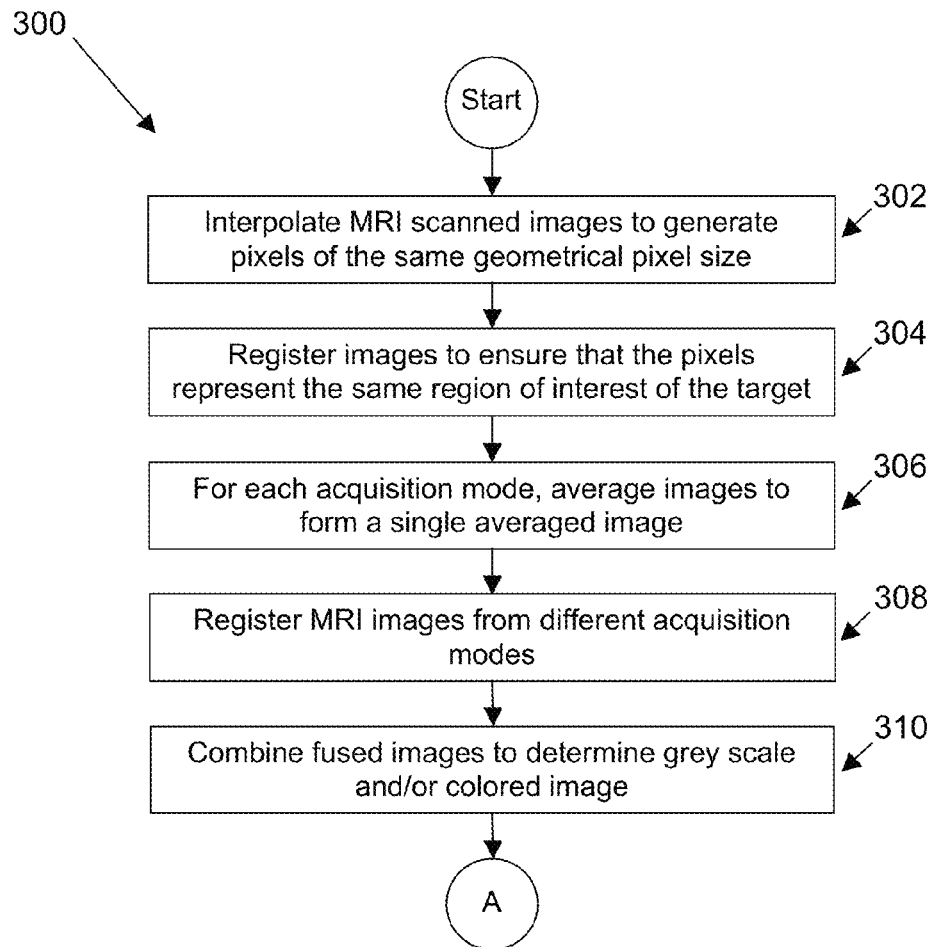 300
Start
302
Interpolate MRI scanned images to generate
pixels of the same geometrical pixel size
304
Register images to ensure that the pixels
represent the same region of interest of the target
306
For each acquisition mode, average images to
form a single averaged image
308
Register MRI images from different acquisition
modes
310
Combine fused images to determine grey scale
and/or colored image
A